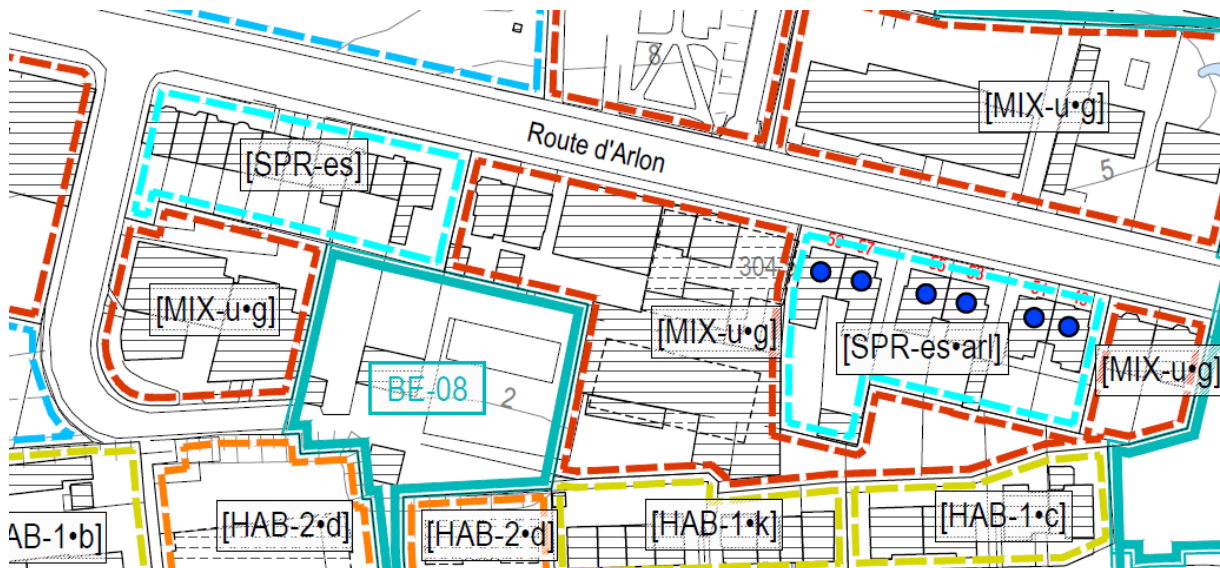 8
[MIX-u•g]
5
Route d'Arlon
[SPR-es]
304
[MIX-u•g]
[MIX-u•g]
[SPR-es•arl]
[MIX-u•g]
BE-08
2
AB-1•b]
[HAB-2•d]
[HAB-2•d]
[HAB-1•k]
[HAB-1•c]